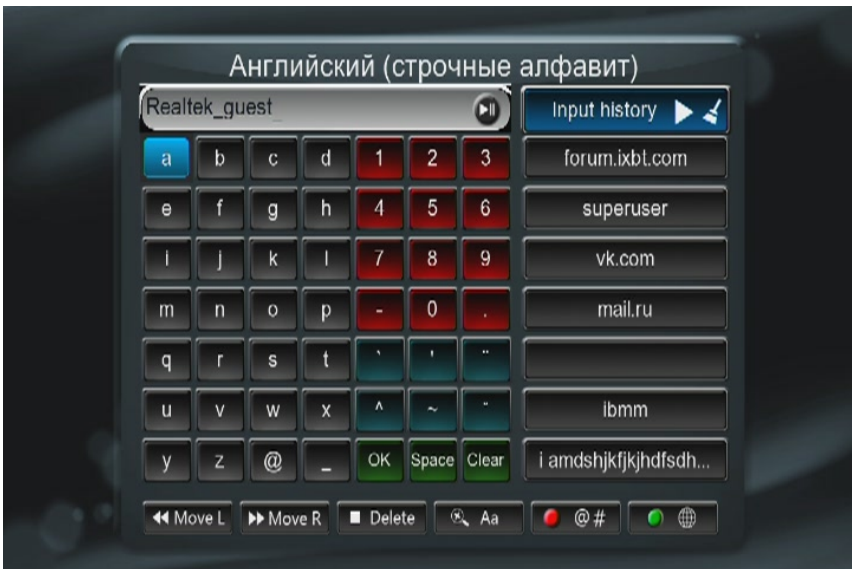 Английский (строчные алфавит)
Realtek_guest_
Input history
a b c d 1 2 3
forum.ixbt.com
e f g h 4 5 6
superuser
i j k l 7 8 9
vk.com
m n o p - 0 .
mail.ru
q r s t ` ' ¨
u v w x ^ ~ ¨
ibmm
y z @ _ OK Space Clear
i amdshjkfjkjhdfsdh...
Move L
Move R
Delete
Aa
@#